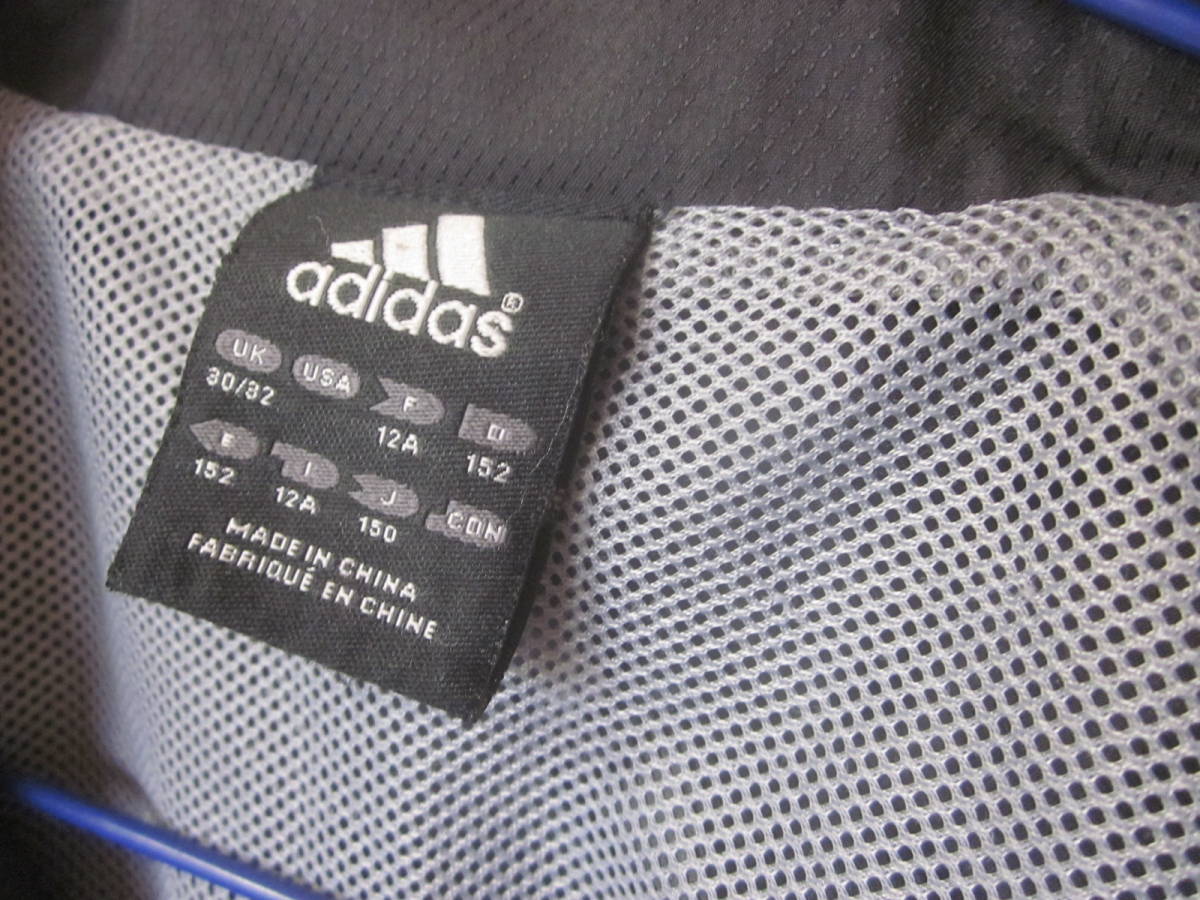 adidas®
UK USA F D
30/32 12A 152
E I J CDN
152 12A 150
MADE IN CHINA
FABRIQUÉ EN CHINE